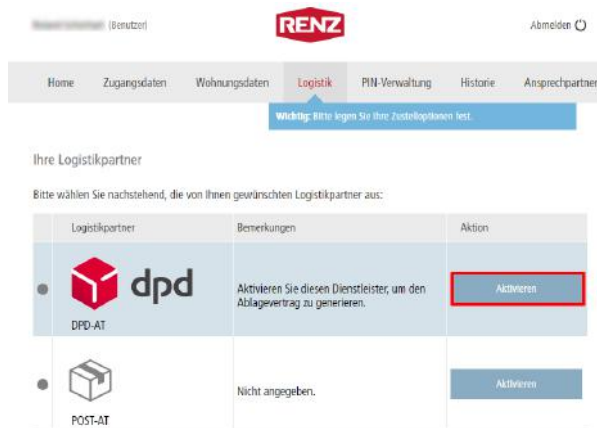 (Benutzer)
RENZ
Abmelden
Home Zugangsdaten Wohnungsdaten Logistik PIN-Verwaltung Historie Ansprechpartner
Wichtig: Bitte legen Sie Ihre Zustelloptionen fest.
Ihre Logistikpartner
Bitte wählen Sie nachstehend, die von Ihnen gewünschten Logistikpartner aus:
Logistikpartner Bemerkungen Aktion
dpd
Aktivieren Sie diesen Dienstleister, um den
Ablagevertrag zu generieren.
Aktivieren
DPD-AT
Nicht angegeben.
Aktivieren
POST-AT